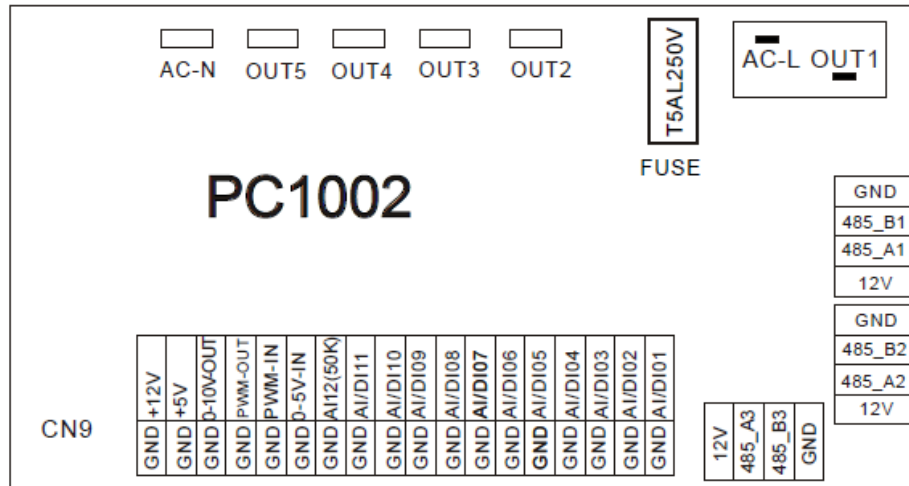 AC-N OUT5 OUT4 OUT3 OUT2
T5AL250V
FUSE
AC-L OUT1
PC1002
GND
485_B1
485_A1
12V
GND
485_B2
485_A2
12V
CN9
+12V +5V 0-10V-OUT PWM-OUT PWM-IN 0-5V-IN AI12(50K) AI/DI11 AI/DI10 AI/DI09 AI/DI08 AI/DI07 AI/DI06 AI/DI05 AI/DI04 AI/DI03 AI/DI02 AI/DI01
GND GND GND GND GND GND GND GND GND GND GND GND GND GND GND GND GND GND
12V 485_A3 485_B3 GND